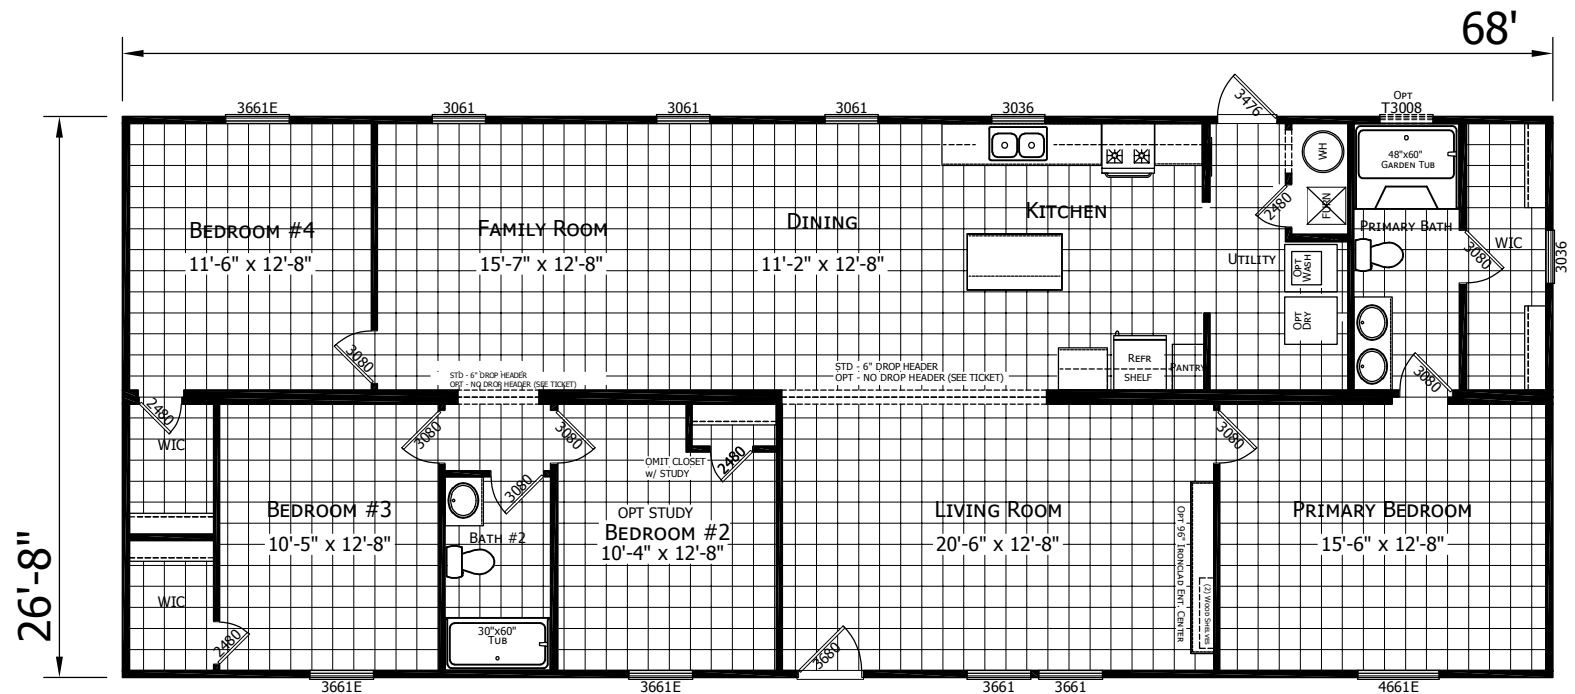 68'
26'-8"
3661E
3061
3061
3061
3036
3476
OPT
T3008
BEDROOM #4
11'-6" x 12'-8"
FAMILY ROOM
15'-7" x 12'-8"
DINING
11'-2" x 12'-8"
KITCHEN
UTILITY
WH
FURN
2480
OPT
WASH
OPT
DRY
48"x60"
GARDEN TUB
PRIMARY BATH
WIC
3080
3036
3080
3080
STD - 6" DROP HEADER
OPT - NO DROP HEADER (SEE TICKET)
STD - 6" DROP HEADER
OPT - NO DROP HEADER (SEE TICKET)
REFR
SHELF
PANTRY
2480
WIC
WIC
2480
BEDROOM #3
10'-5" x 12'-8"
3080
3080
3080
BATH #2
30"x60"
TUB
OMIT CLOSET
w/ STUDY
2480
OPT STUDY
BEDROOM #2
10'-4" x 12'-8"
LIVING ROOM
20'-6" x 12'-8"
OPT 96" IRONCLAD ENT. CENTER
(2) WOOD SHELVES
3080
PRIMARY BEDROOM
15'-6" x 12'-8"
3661E
3661E
3680
3661
3661
4661E